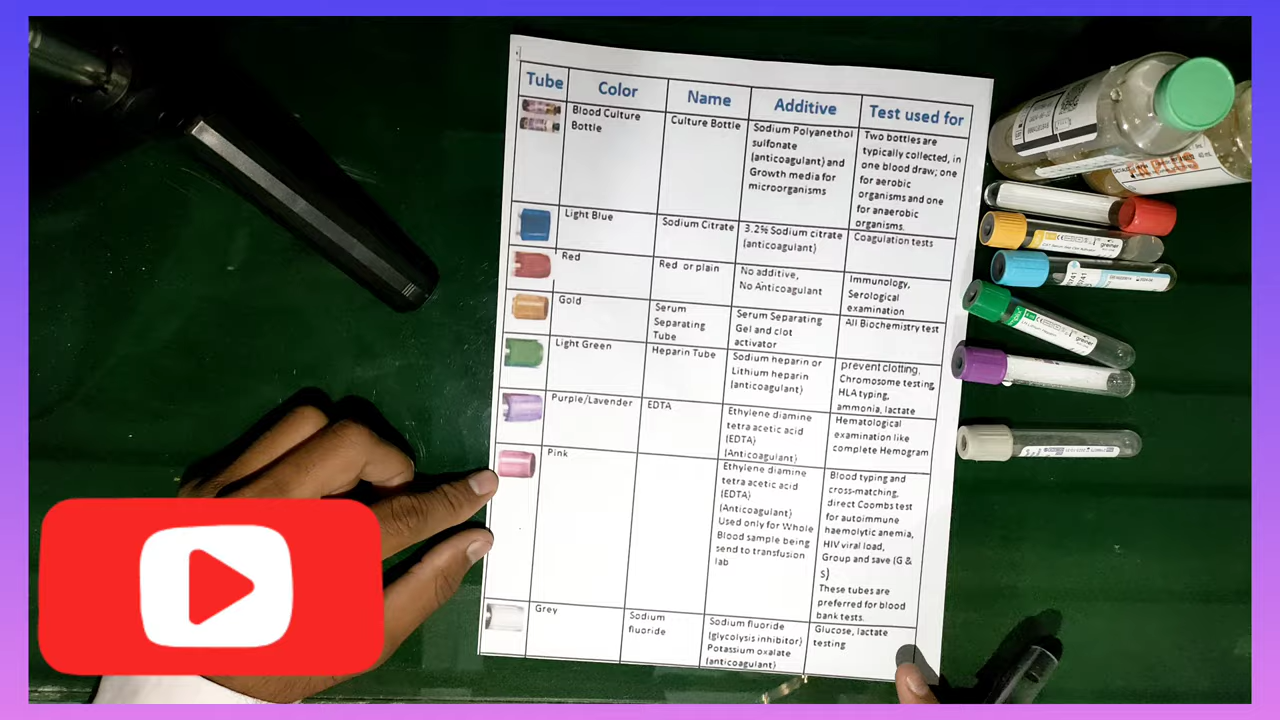 Tube
Color
Name
Additive
Test used for
Blood Culture
Bottle
Culture Bottle
Sodium Polyanethol
sulfonate
(anticoagulant) and
Growth media for
microorganisms
Two bottles are
typically collected, in
one blood draw; one
for aerobic
organisms and one
for anaerobic
organisms.
Light Blue
Sodium Citrate
3.2% Sodium citrate
(anticoagulant)
Coagulation tests
Red
Red or plain
No additive,
No Anticoagulant
Immunology,
Serological
examination
Gold
Serum
Separating
Tube
Serum Separating
Gel and clot
activator
All Biochemistry test
Light Green
Heparin Tube
Sodium heparin or
Lithium heparin
(anticoagulant)
prevent clotting,
Chromosome testing,
HLA typing,
ammonia, lactate
Purple/Lavender
EDTA
Ethylene diamine
tetra acetic acid
(EDTA)
(Anticoagulant)
Hematological
examination like
complete Hemogram
Pink
Ethylene diamine
tetra acetic acid
(EDTA)
(Anticoagulant)
Used only for Whole
Blood sample being
send to transfusion
lab
Blood typing and
cross-matching,
direct Coombs test
for autoimmune
haemolytic anemia,
HIV viral load,
Group and save (G &
S)
These tubes are
preferred for blood
bank tests.
Grey
Sodium
fluoride
Sodium fluoride
(glycolysis inhibitor)
Potassium oxalate
(anticoagulant)
Glucose, lactate
testing
PLUS
greiner
greiner